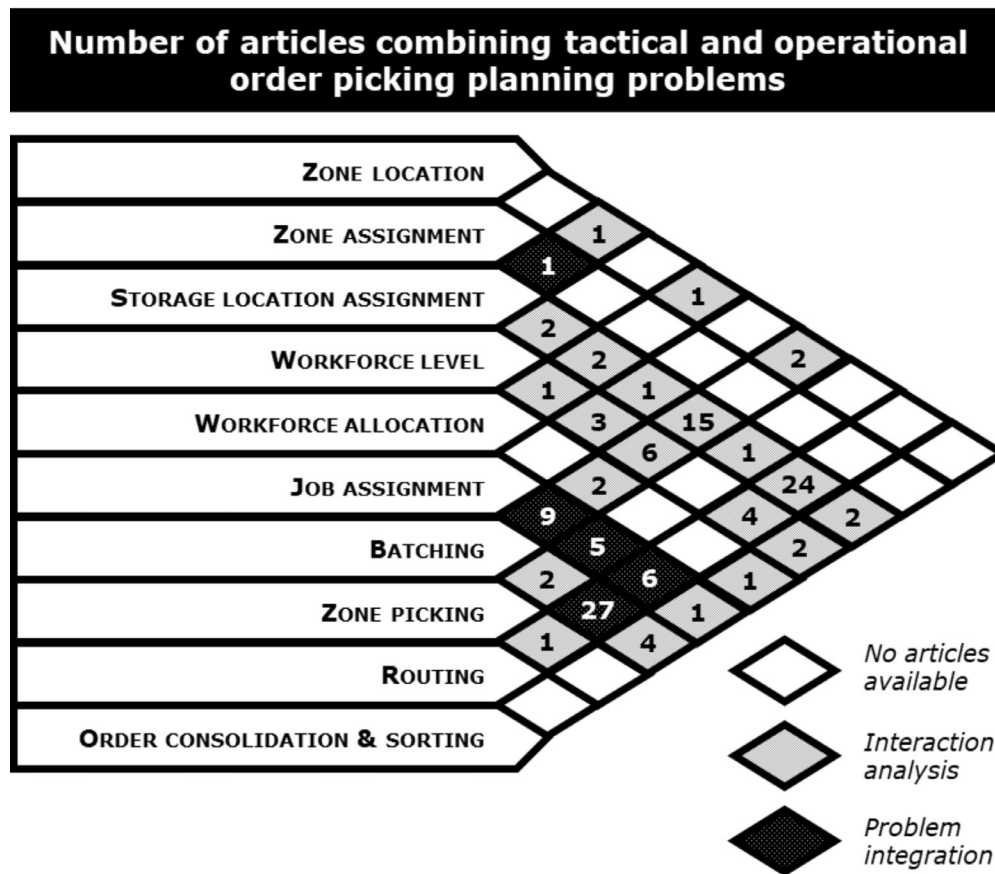 Number of articles combining tactical and operational
order picking planning problems
ZONE LOCATION
ZONE ASSIGNMENT 1
1
STORAGE LOCATION ASSIGNMENT 1
2
WORKFORCE LEVEL 2 2
1 1
WORKFORCE ALLOCATION 3 15
6 1
JOB ASSIGNMENT 2 24
9 4 2
BATCHING 5 2
2 6 1
ZONE PICKING 27 1
1 4
ROUTING
ORDER CONSOLIDATION & SORTING
No articles
available
Interaction
analysis
Problem
integration